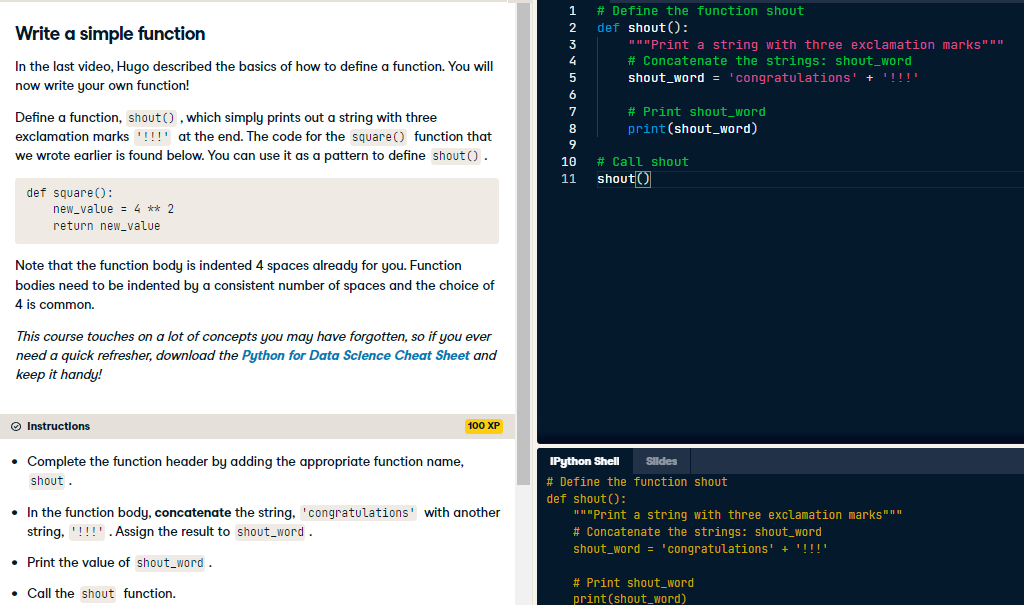 Write a simple function
In the last video, Hugo described the basics of how to define a function. You will
now write your own function!
Define a function, shout() , which simply prints out a string with three
exclamation marks '!!!' at the end. The code for the square() function that
we wrote earlier is found below. You can use it as a pattern to define shout() .
def square():
    new_value = 4 ** 2
    return new_value
Note that the function body is indented 4 spaces already for you. Function
bodies need to be indented by a consistent number of spaces and the choice of
4 is common.
This course touches on a lot of concepts you may have forgotten, so if you ever
need a quick refresher, download the Python for Data Science Cheat Sheet and
keep it handy!
Instructions 100 XP
• Complete the function header by adding the appropriate function name,
shout .
• In the function body, concatenate the string, 'congratulations' with another
string, '!!!' . Assign the result to shout_word .
• Print the value of shout_word .
• Call the shout function.
1 # Define the function shout
2 def shout():
3     """Print a string with three exclamation marks"""
4     # Concatenate the strings: shout_word
5     shout_word = 'congratulations' + '!!!'
6
7     # Print shout_word
8     print(shout_word)
9
10 # Call shout
11 shout()
IPython Shell Slides
# Define the function shout
def shout():
    """Print a string with three exclamation marks"""
    # Concatenate the strings: shout_word
    shout_word = 'congratulations' + '!!!'
    # Print shout_word
    print(shout_word)